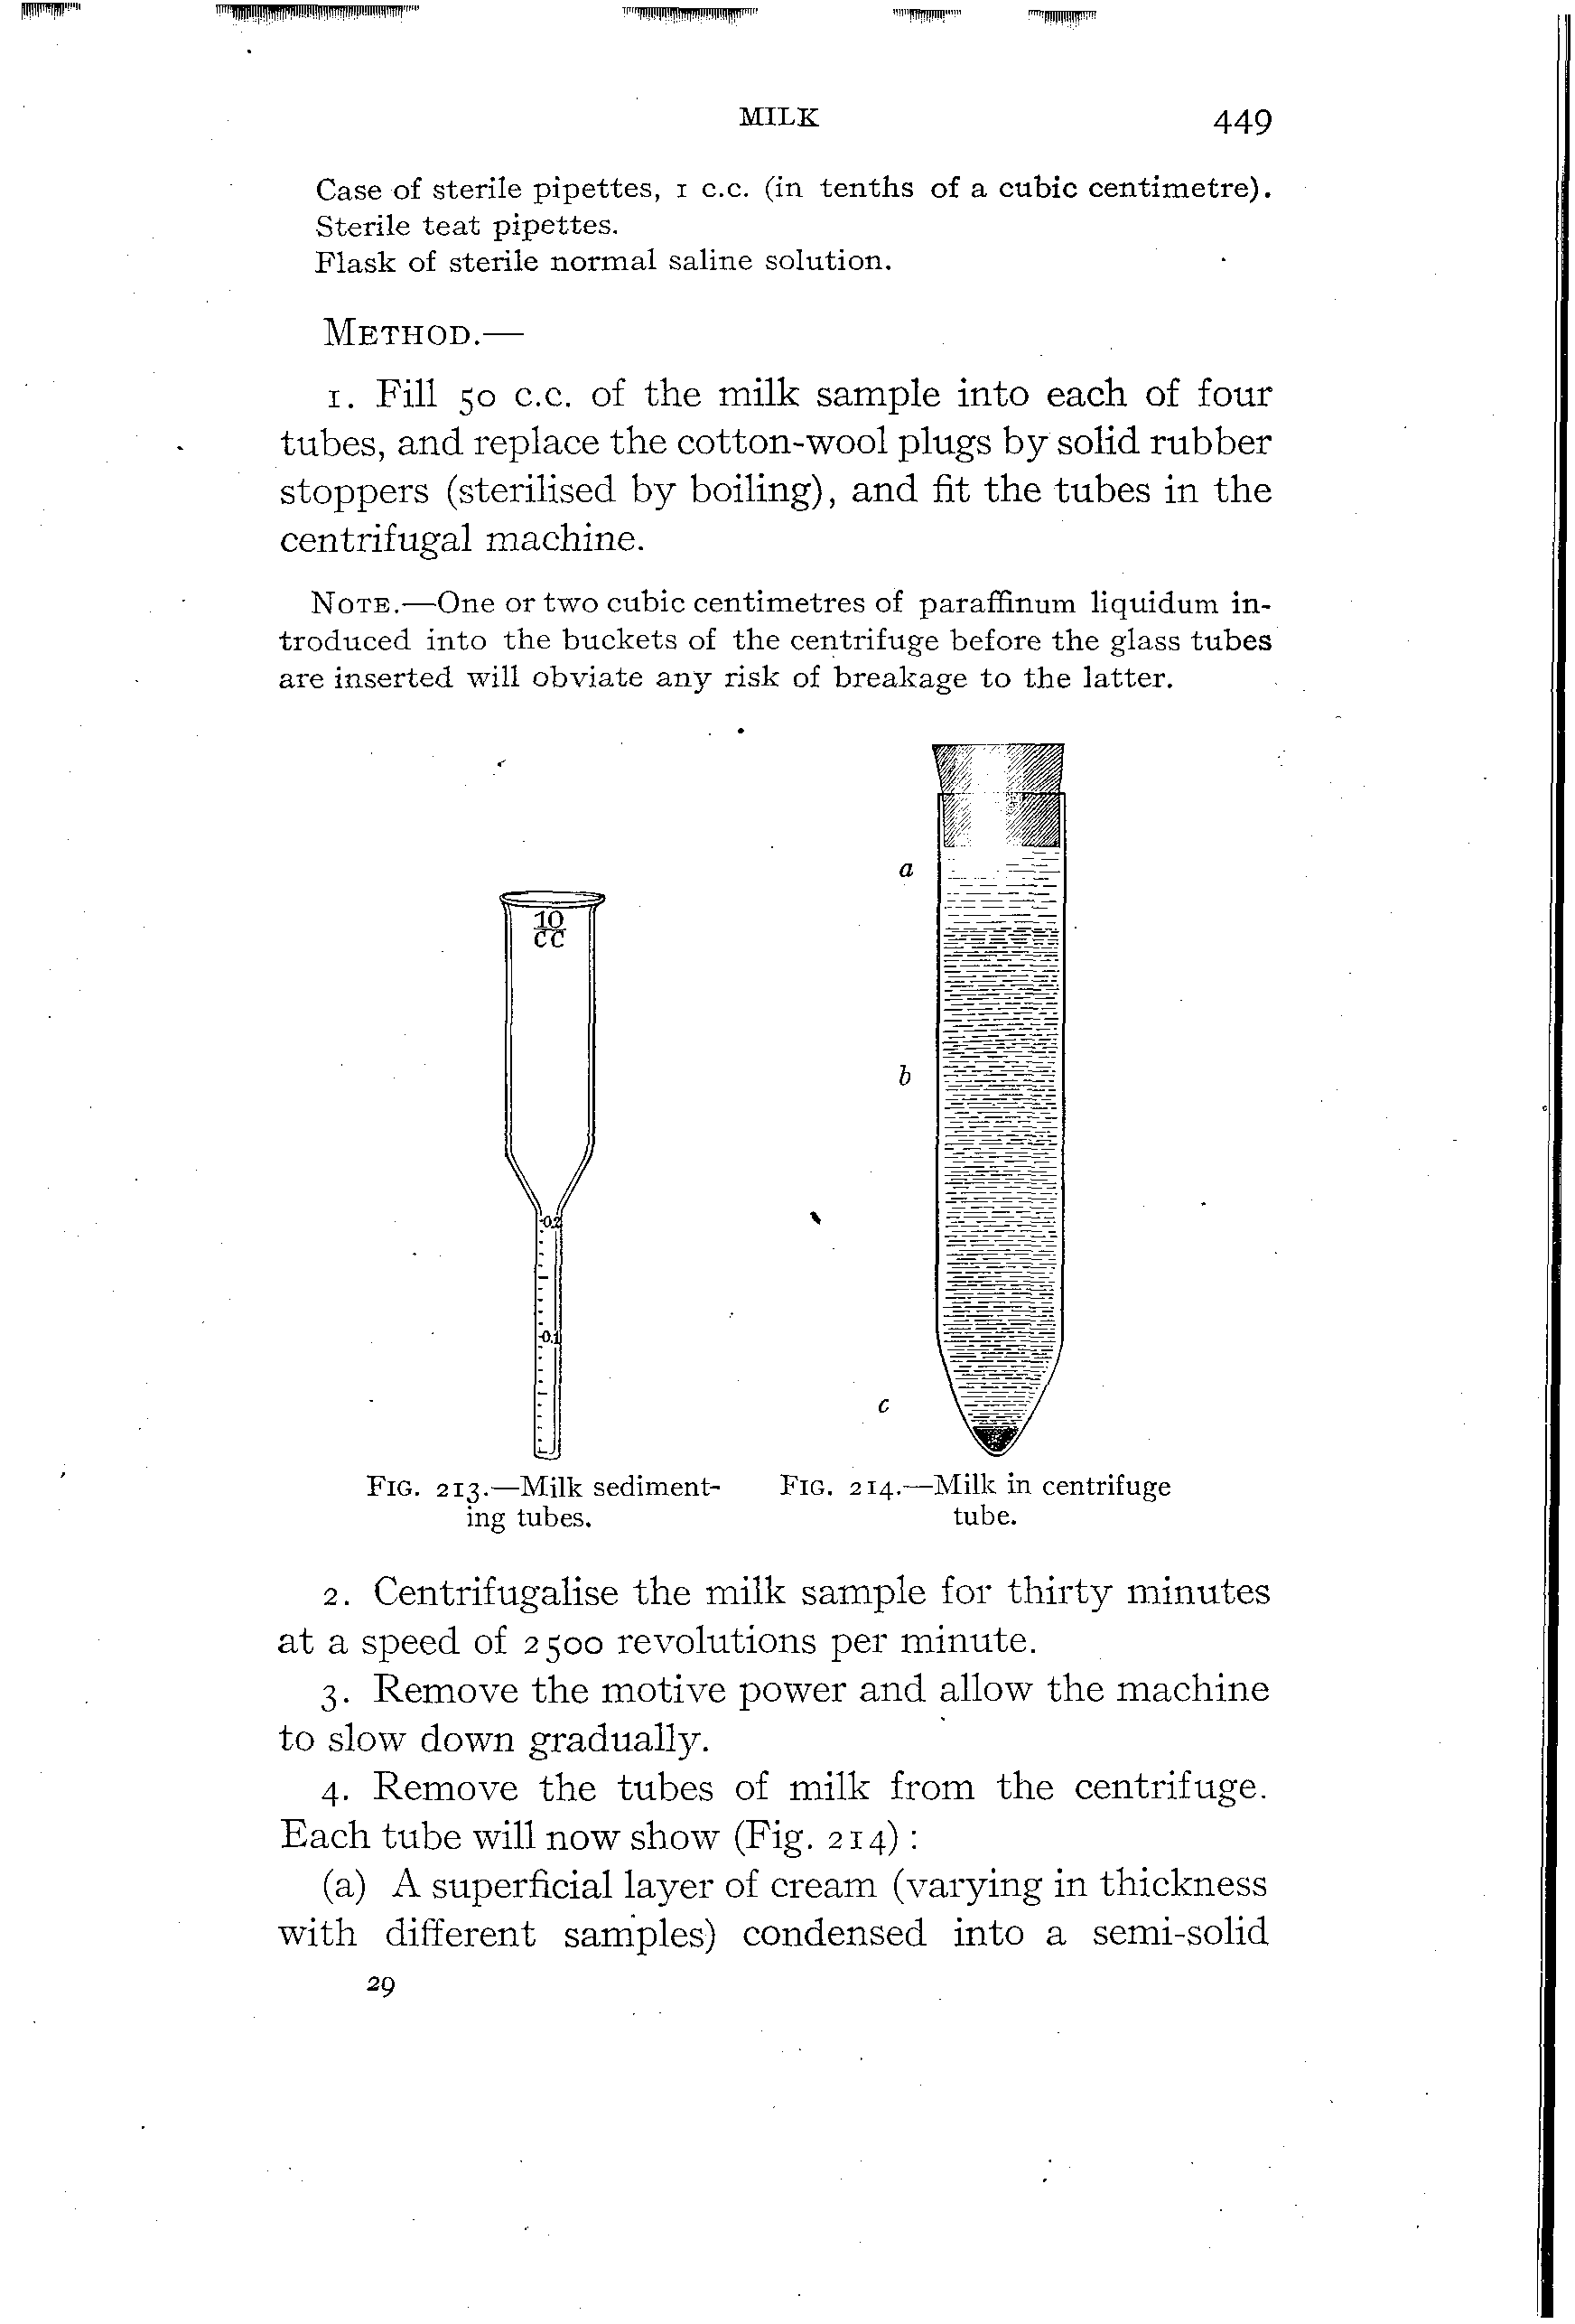 MILK 449
Case of sterile pipettes, 1 c.c. (in tenths of a cubic centimetre).
Sterile teat pipettes.
Flask of sterile normal saline solution.
METHOD.—
1. Fill 50 c.c. of the milk sample into each of four
tubes, and replace the cotton-wool plugs by solid rubber
stoppers (sterilised by boiling), and fit the tubes in the
centrifugal machine.
NOTE.—One or two cubic centimetres of paraffinum liquidum in-
troduced into the buckets of the centrifuge before the glass tubes
are inserted will obviate any risk of breakage to the latter.
10
CC
0.2
0.1
a
b
c
FIG. 213.—Milk sediment-
ing tubes.
FIG. 214.—Milk in centrifuge
tube.
2. Centrifugalise the milk sample for thirty minutes
at a speed of 2500 revolutions per minute.
3. Remove the motive power and allow the machine
to slow down gradually.
4. Remove the tubes of milk from the centrifuge.
Each tube will now show (Fig. 214) :
(a) A superficial layer of cream (varying in thickness
with different samples) condensed into a semi-solid
29